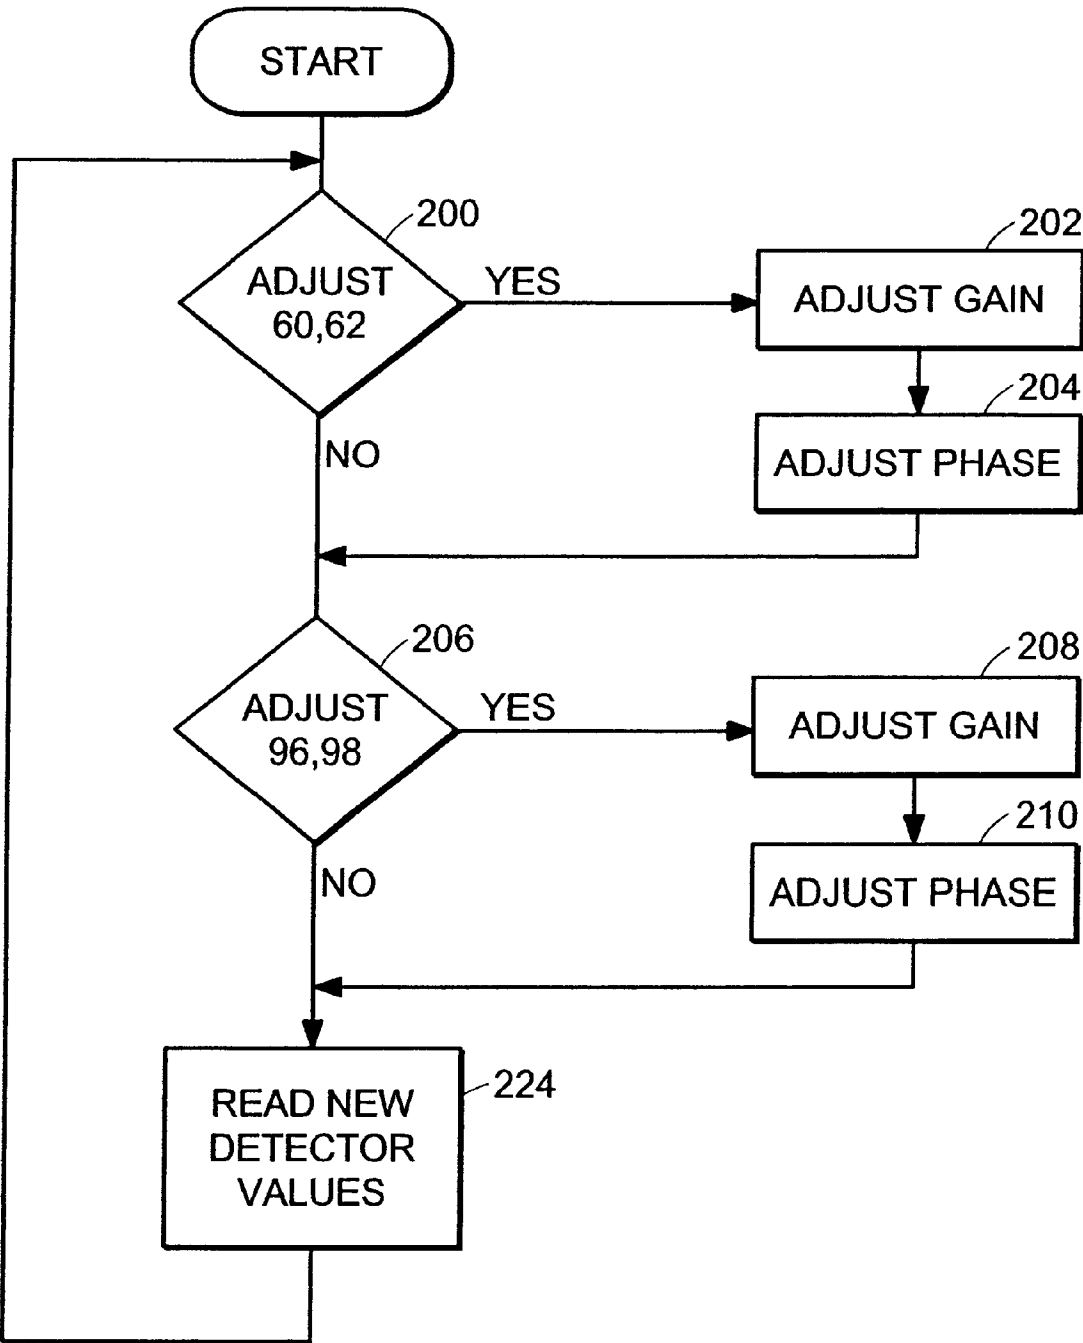 START
200
ADJUST
60,62
YES
202
ADJUST GAIN
204
ADJUST PHASE
NO
206
ADJUST
96,98
YES
208
ADJUST GAIN
210
ADJUST PHASE
NO
224
READ NEW
DETECTOR
VALUES